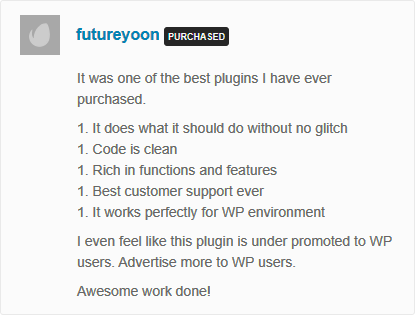 futureyoon PURCHASED
It was one of the best plugins I have ever
purchased.
1. It does what it should do without no glitch
1. Code is clean
1. Rich in functions and features
1. Best customer support ever
1. It works perfectly for WP environment
I even feel like this plugin is under promoted to WP
users. Advertise more to WP users.
Awesome work done!